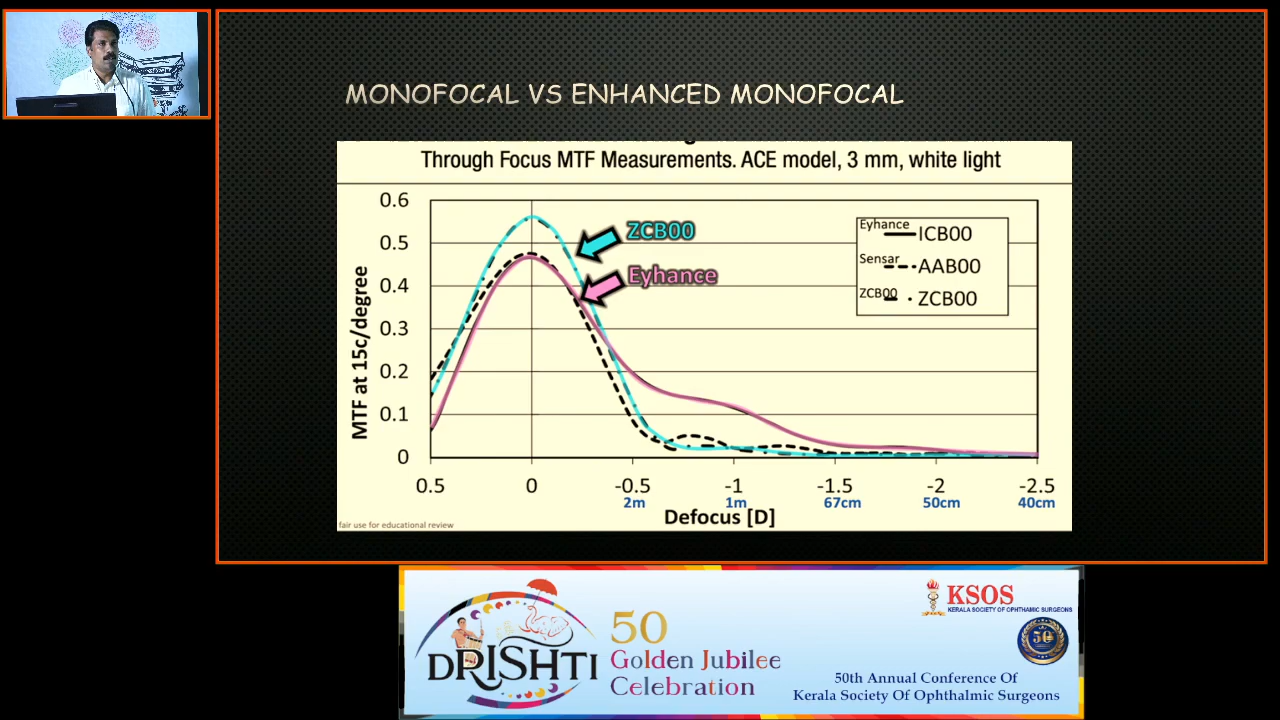 MONOFOCAL VS ENHANCED MONOFOCAL
Through Focus MTF Measurements. ACE model, 3 mm, white light
MTF at 15c/degree
0.6
0.5
0.4
0.3
0.2
0.1
0
ZCB00
Eyhance
Eyhance ICB00
Sensar AAB00
ZCB00 ZCB00
0.5 0 -0.5 -1 -1.5 -2 -2.5
2m 1m 67cm 50cm 40cm
Defocus [D]
fair use for educational review
DRISHTI
50
Golden Jubilee
Celebration
KSOS
KERALA SOCIETY OF OPHTHAMIC SURGEONS
50
50th Annual Conference Of
Kerala Society Of Ophthalmic Surgeons